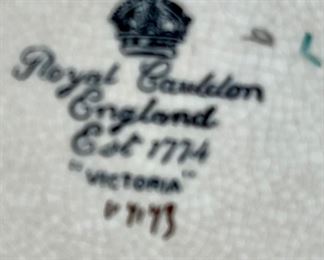 Royal Cauldon
England
Est 1774
"VICTORIA"